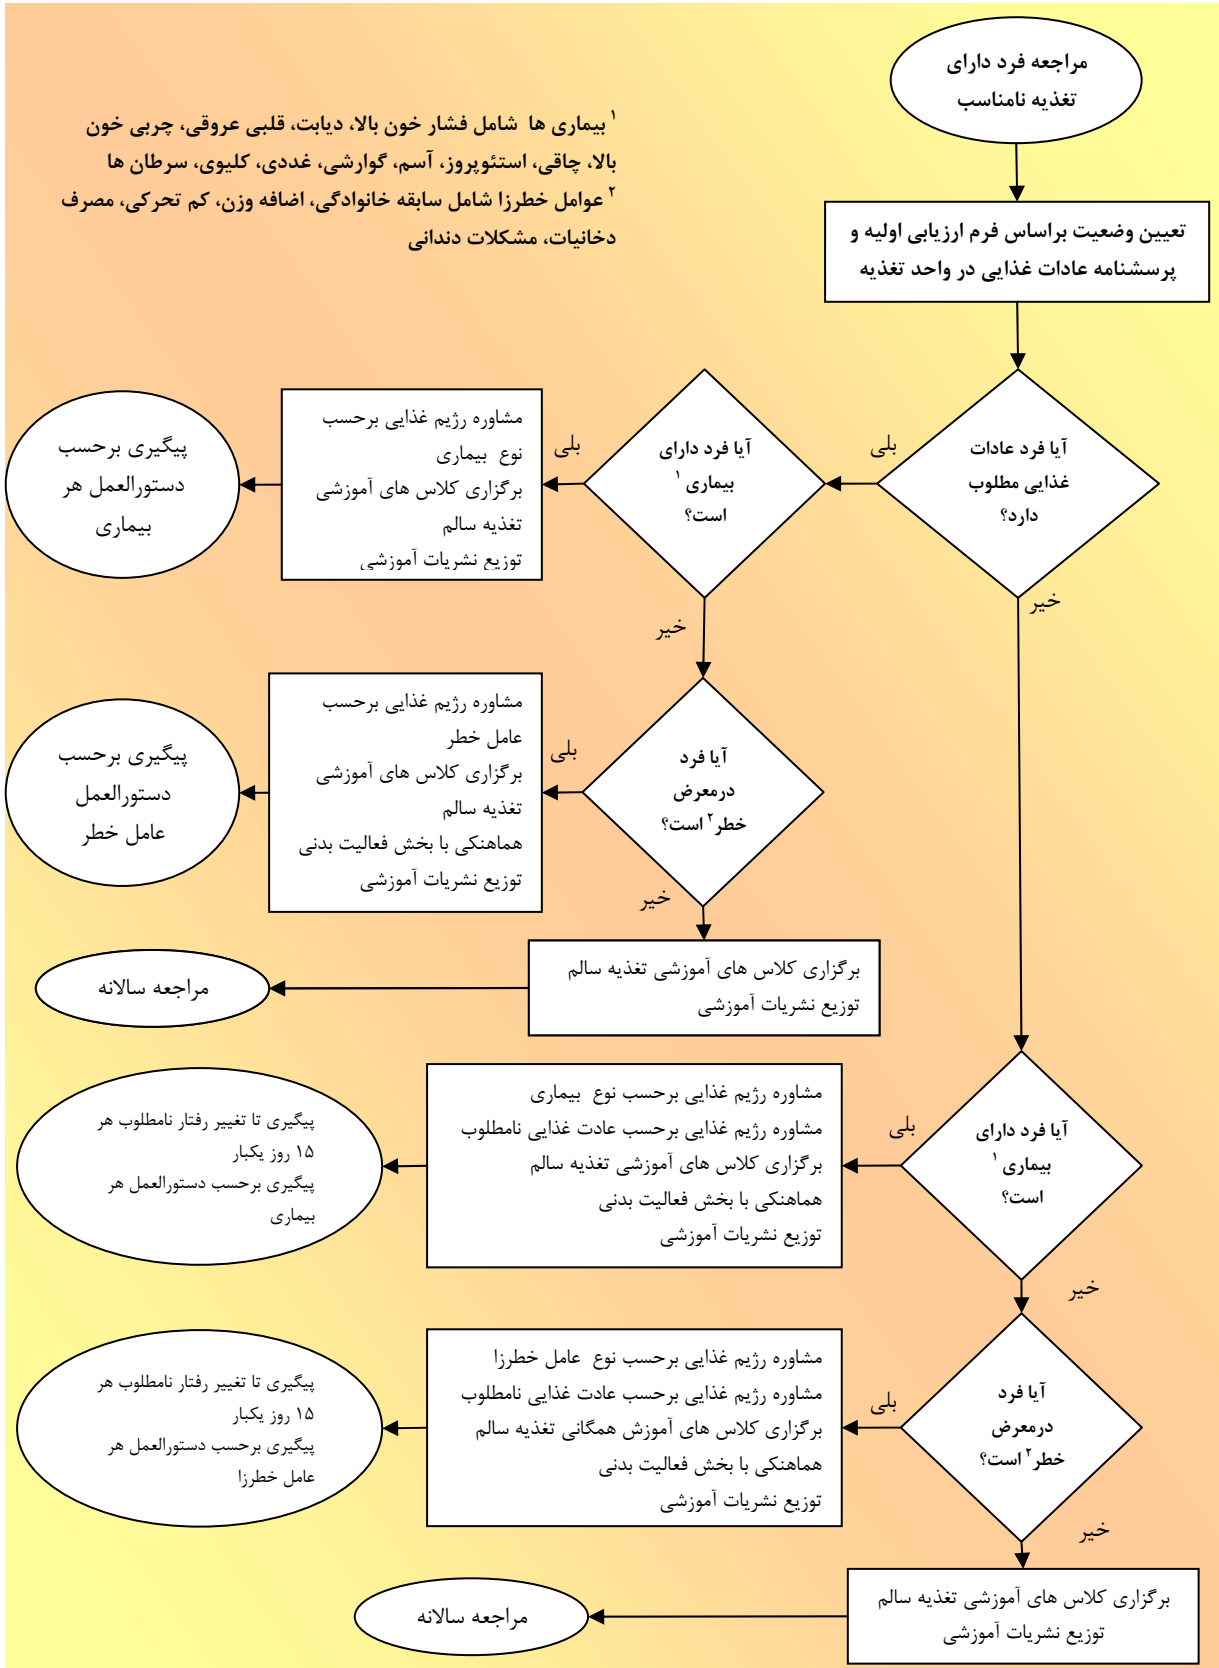 مراجعه فرد دارای
تغذیه نامناسب
۱ بیماری ها شامل فشار خون بالا، دیابت، قلبی عروقی، چربی خون
بالا، چاقی، استئوپروز، آسم، گوارشی، غددی، کلیوی، سرطان ها
۲ عوامل خطرزا شامل سابقه خانوادگی، اضافه وزن، کم تحرکی، مصرف
دخانیات، مشکلات دندانی
تعیین وضعیت براساس فرم ارزیابی اولیه و
پرسشنامه عادات غذایی در واحد تغذیه
آیا فرد عادات
غذایی مطلوب
دارد؟
بلی
خیر
آیا فرد دارای
بیماری ۱
است؟
بلی
خیر
مشاوره رژیم غذایی برحسب
نوع بیماری
برگزاری کلاس های آموزشی
تغذیه سالم
توزیع نشریات آموزشی
پیگیری برحسب
دستورالعمل هر
بیماری
آیا فرد
درمعرض
خطر۲ است؟
بلی
خیر
مشاوره رژیم غذایی برحسب
عامل خطر
برگزاری کلاس های آموزشی
تغذیه سالم
هماهنکی با بخش فعالیت بدنی
توزیع نشریات آموزشی
پیگیری برحسب
دستورالعمل
عامل خطر
برگزاری کلاس های آموزشی تغذیه سالم
توزیع نشریات آموزشی
مراجعه سالانه
آیا فرد دارای
بیماری ۱
است؟
بلی
خیر
مشاوره رژیم غذایی برحسب نوع بیماری
مشاوره رژیم غذایی برحسب عادت غذایی نامطلوب
برگزاری کلاس های آموزشی تغذیه سالم
هماهنکی با بخش فعالیت بدنی
توزیع نشریات آموزشی
پیگیری تا تغییر رفتار نامطلوب هر
۱۵ روز یکبار
پیگیری برحسب دستورالعمل هر
بیماری
آیا فرد
درمعرض
خطر۲ است؟
بلی
خیر
مشاوره رژیم غذایی برحسب نوع عامل خطرزا
مشاوره رژیم غذایی برحسب عادت غذایی نامطلوب
برگزاری کلاس های آموزش همگانی تغذیه سالم
هماهنکی با بخش فعالیت بدنی
توزیع نشریات آموزشی
پیگیری تا تغییر رفتار نامطلوب هر
۱۵ روز یکبار
پیگیری برحسب دستورالعمل هر
عامل خطرزا
برگزاری کلاس های آموزشی تغذیه سالم
توزیع نشریات آموزشی
مراجعه سالانه